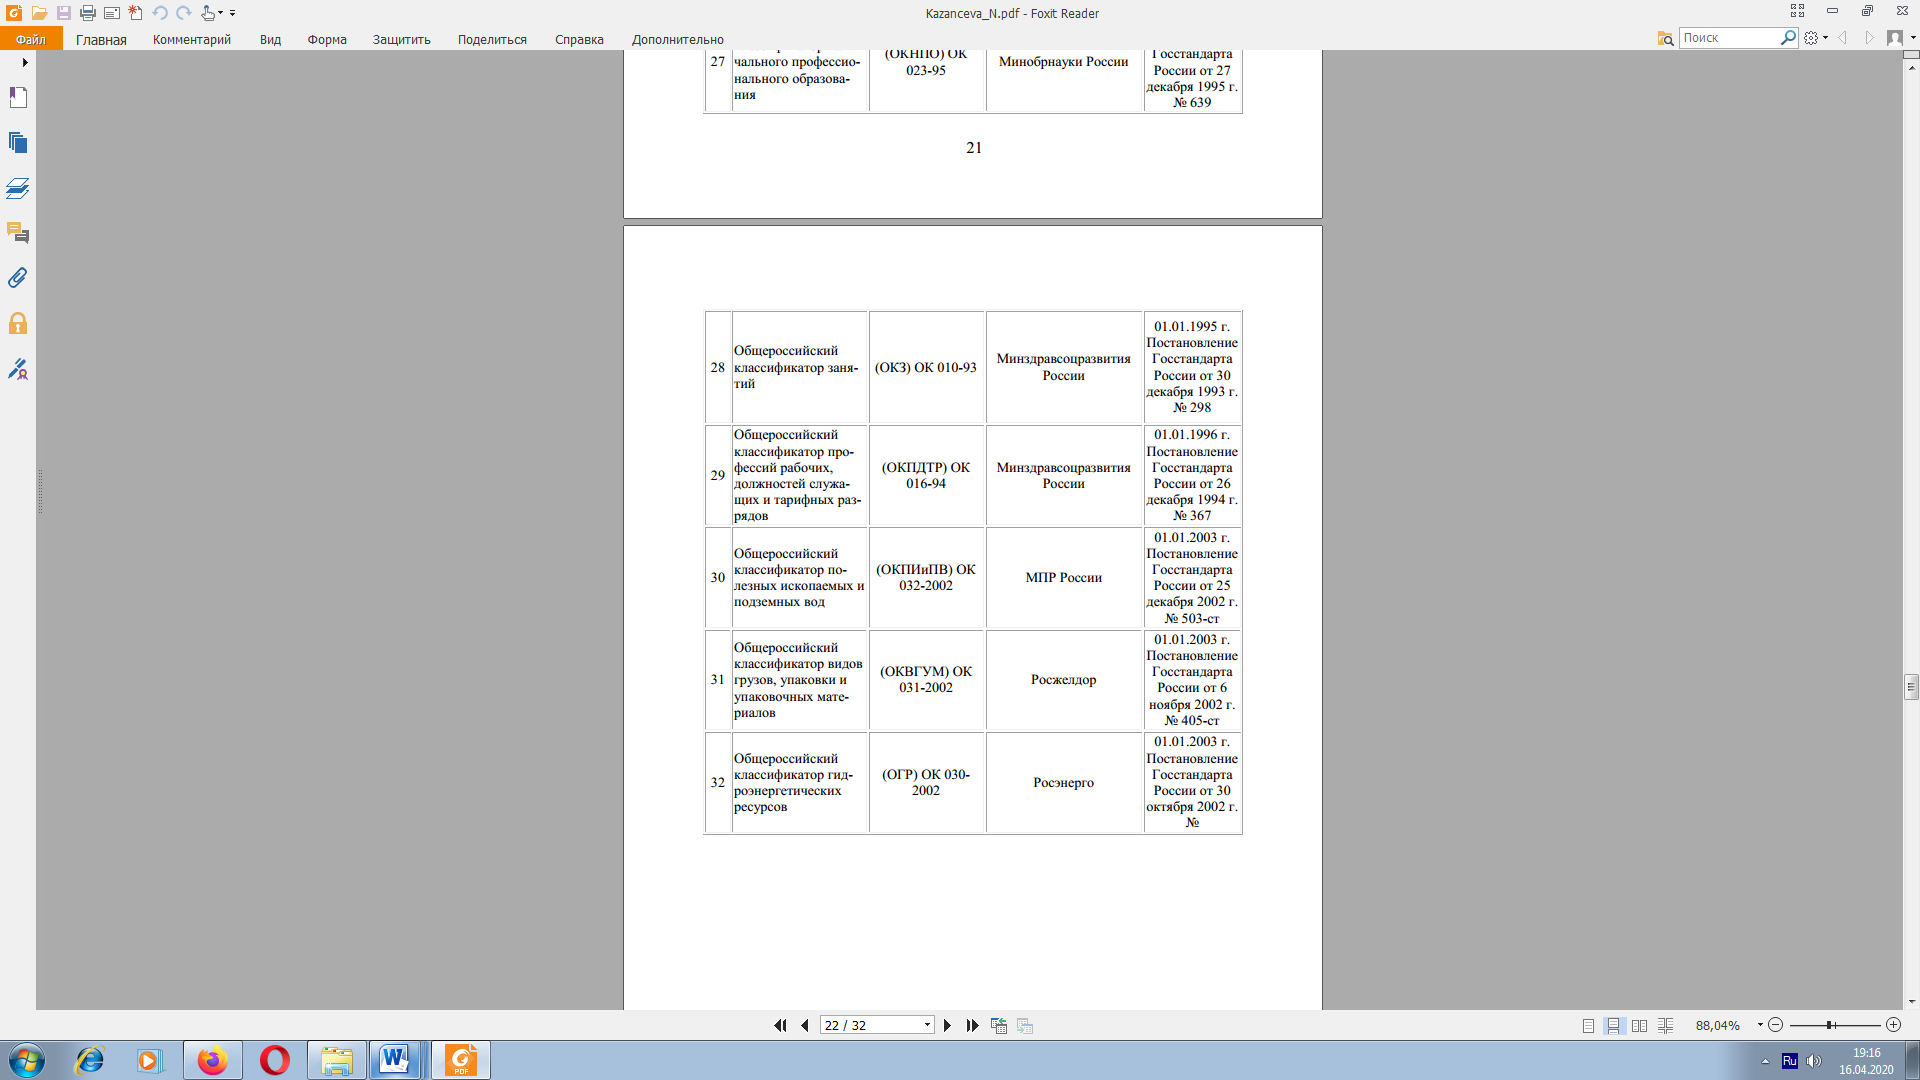 Kazanceva_N.pdf - Foxit Reader
Файл Главная Комментарий Вид Форма Защитить Поделиться Справка Дополнительно Поиск
27
чального профессио-
нального образова-
ния
(ОКНПО) ОК
023-95
Минобрнауки России
Госстандарта
России от 27
декабря 1995 г.
№ 639
21
28
Общероссийский
классификатор заня-
тий
(ОКЗ) ОК 010-93
Минздравсоцразвития
России
01.01.1995 г.
Постановление
Госстандарта
России от 30
декабря 1993 г.
№ 298
29
Общероссийский
классификатор про-
фессий рабочих,
должностей служа-
щих и тарифных раз-
рядов
(ОКПДТР) ОК
016-94
Минздравсоцразвития
России
01.01.1996 г.
Постановление
Госстандарта
России от 26
декабря 1994 г.
№ 367
30
Общероссийский
классификатор по-
лезных ископаемых и
подземных вод
(ОКПИиПВ) ОК
032-2002
МПР России
01.01.2003 г.
Постановление
Госстандарта
России от 25
декабря 2002 г.
№ 503-ст
31
Общероссийский
классификатор видов
грузов, упаковки и
упаковочных мате-
риалов
(ОКВГУМ) ОК
031-2002
Росжелдор
01.01.2003 г.
Постановление
Госстандарта
России от 6
ноября 2002 г.
№ 405-ст
32
Общероссийский
классификатор гид-
роэнергетических
ресурсов
(ОГР) ОК 030-
2002
Росэнерго
01.01.2003 г.
Постановление
Госстандарта
России от 30
октября 2002 г.
№
22 / 32
88,04%
Ru
19:16
16.04.2020